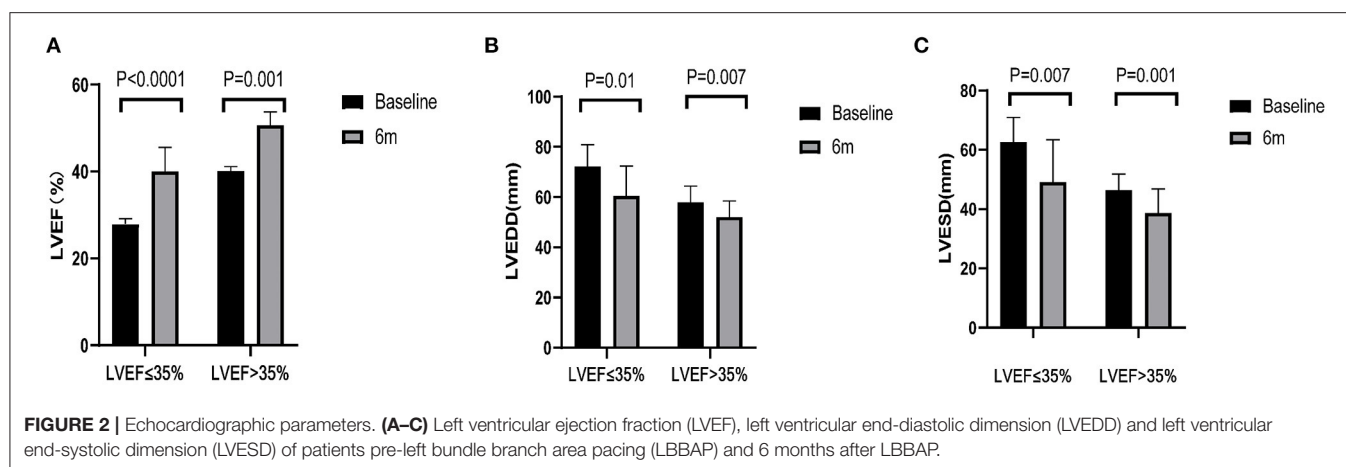 A
P<0.0001 P=0.001
Baseline
6m
LVEF (%)
60
40
20
0
LVEF≤35% LVEF>35%
B
P=0.01 P=0.007
Baseline
6m
LVEDD(mm)
100
80
60
40
20
0
LVEF≤35% LVEF>35%
C
P=0.007 P=0.001
Baseline
6m
LVESD(mm)
80
60
40
20
0
LVEF≤35% LVEF>35%
FIGURE 2 | Echocardiographic parameters. (A–C) Left ventricular ejection fraction (LVEF), left ventricular end-diastolic dimension (LVEDD) and left ventricular
end-systolic dimension (LVESD) of patients pre-left bundle branch area pacing (LBBAP) and 6 months after LBBAP.